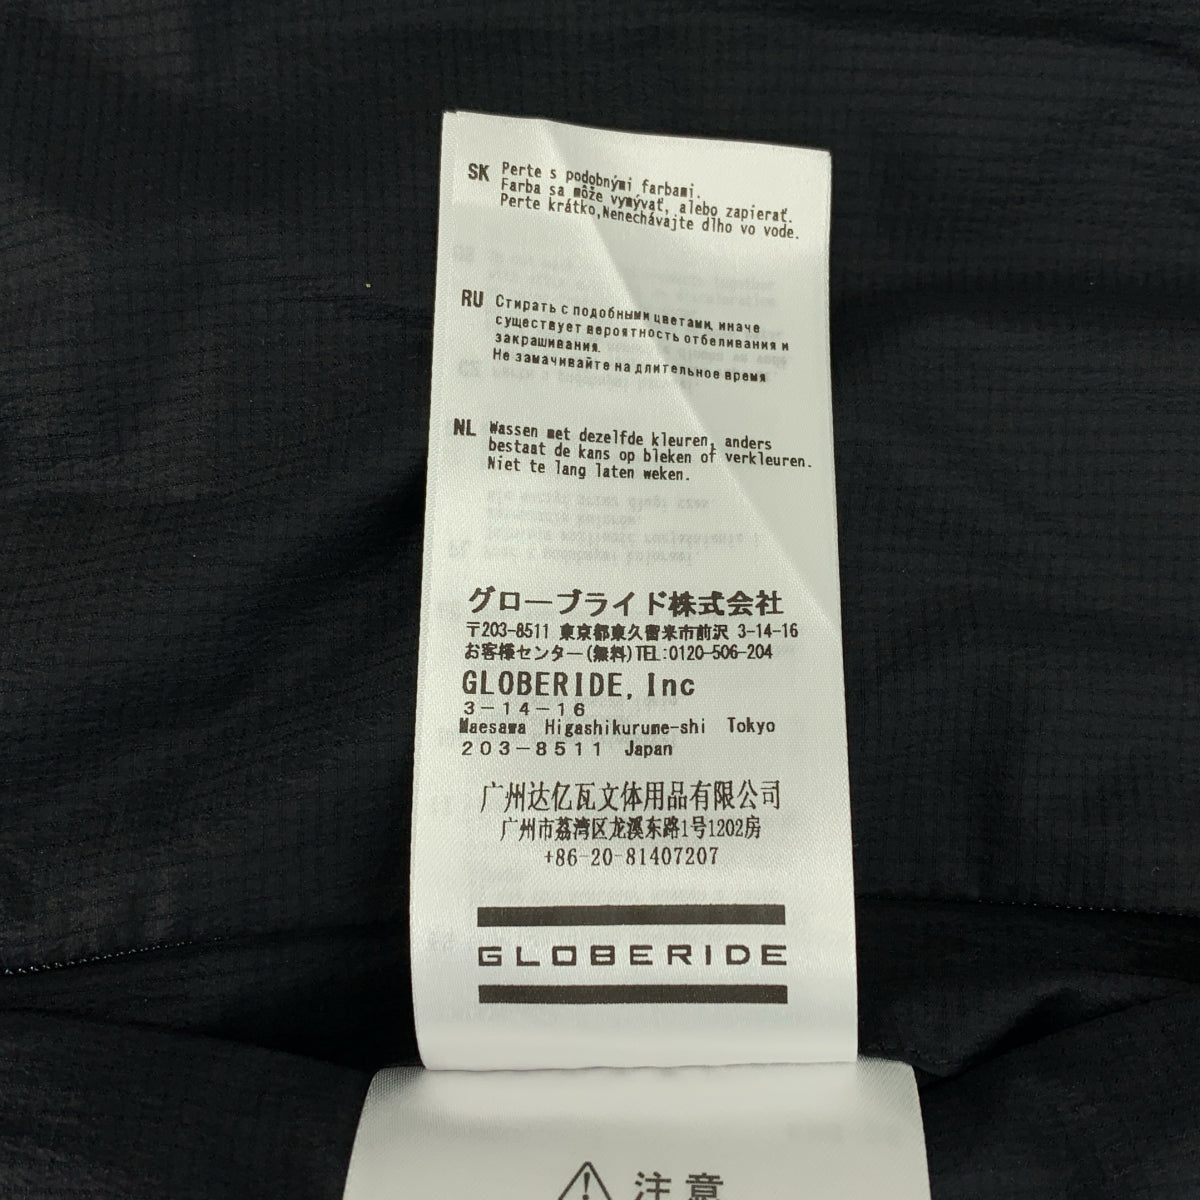 SK Perte s podobnými farbami.
Farba sa môže vymývať, alebo zapierať.
Perte krátko,Nenechávajte dlho vo vode.
RU Стирать с подобными цветами, иначе
существует вероятность отбеливания и
закрашивания.
Не замачивайте на длительное время
NL Wassen met dezelfde kleuren, anders
bestaat de kans op bleken of verkleuren.
Niet te lang laten weken.
グローブライド株式会社
〒203-8511 東京都東久留米市前沢 3-14-16
お客様センター(無料)TEL:0120-506-204
GLOBERIDE,Inc
3-14-16
Maesawa Higashikurume-shi Tokyo
203-8511 Japan
广州达亿瓦文体用品有限公司
广州市荔湾区龙溪东路1号1202房
+86-20-81407207
GLOBERIDE
注意